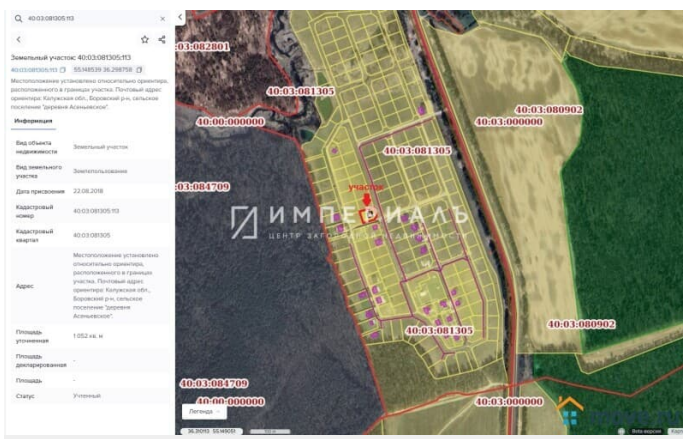 40:03:081305:113
Земельный участок: 40:03:081305:113
40:03:081305:113 55.148539 36.298758
Местоположение установлено относительно ориентира,
расположенного в границах участка. Почтовый адрес
ориентира: Калужская обл., Боровский р-н, сельское
поселение "деревня
Асеньевское".
Информация
Вид объекта
недвижимости
Земельный участок
Вид земельного
участка
Землепользование
Дата присвоения
22.08.2018
Кадастровый
номер
40:03:081305:113
Кадастровый
квартал
40:03:081305
Адрес
Местоположение установлено
относительно ориентира,
расположенного в границах
участка. Почтовый адрес
ориентира: Калужская обл.,
Боровский р-н, сельское
поселение "деревня
Асеньевское".
Площадь
уточненная
1 052 кв. м
Площадь
декларированная
-
Площадь
-
Статус
Учтенный
40:03:082801
40:03:081305
40:00:000000
40:03:080902
40:03:000000
40:03:081305
40:03:084709
участок
ИМПЕРИАЛЪ
ЦЕНТР ЗАГОРОДНОЙ НЕДВИЖИМОСТИ
40:03:081305
40:03:080902
40:03:084709
40:00:000000
40:03:000000
Легенда
Бета-версия